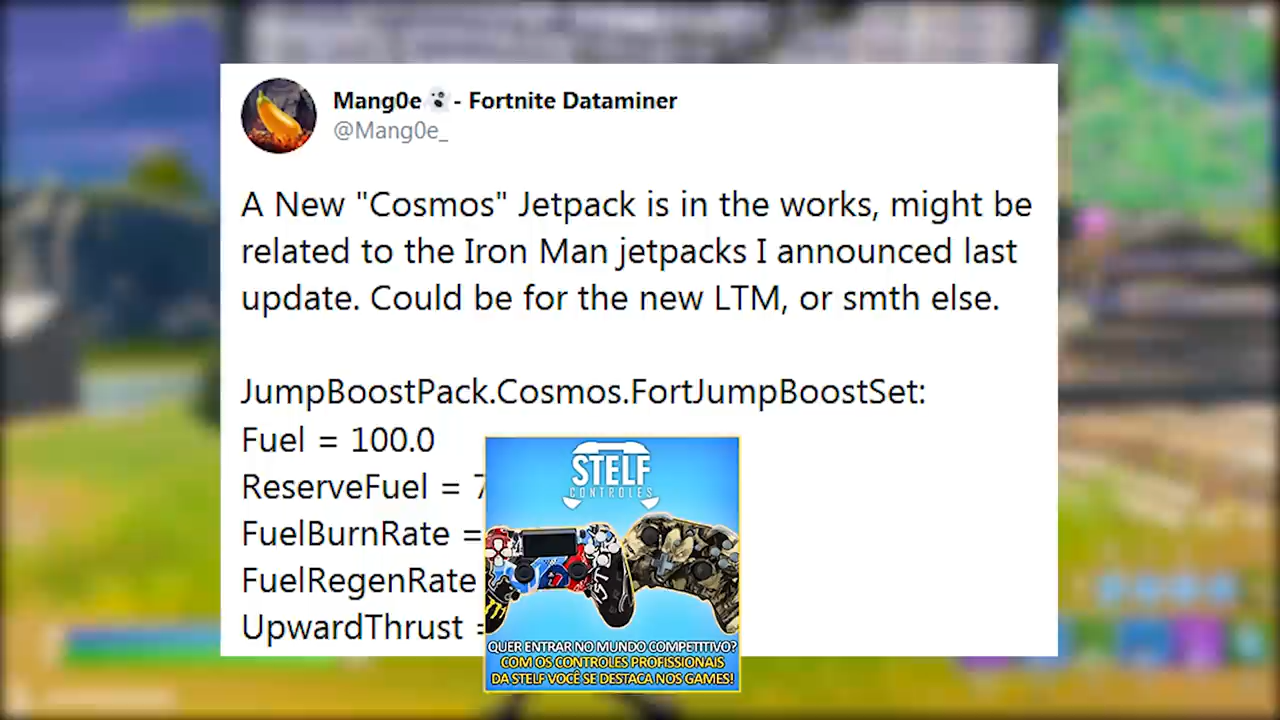 Mang0e 👻 - Fortnite Dataminer
@Mang0e_
A New "Cosmos" Jetpack is in the works, might be
related to the Iron Man jetpacks I announced last
update. Could be for the new LTM, or smth else.
JumpBoostPack.Cosmos.FortJumpBoostSet:
Fuel = 100.0
ReserveFuel =
FuelBurnRate =
FuelRegenRate
UpwardThrust =
STELF
CONTROLES
QUER ENTRAR NO MUNDO COMPETITIVO?
COM OS CONTROLES PROFISSIONAIS
DA STELF VOCÊ SE DESTACA NOS GAMES!